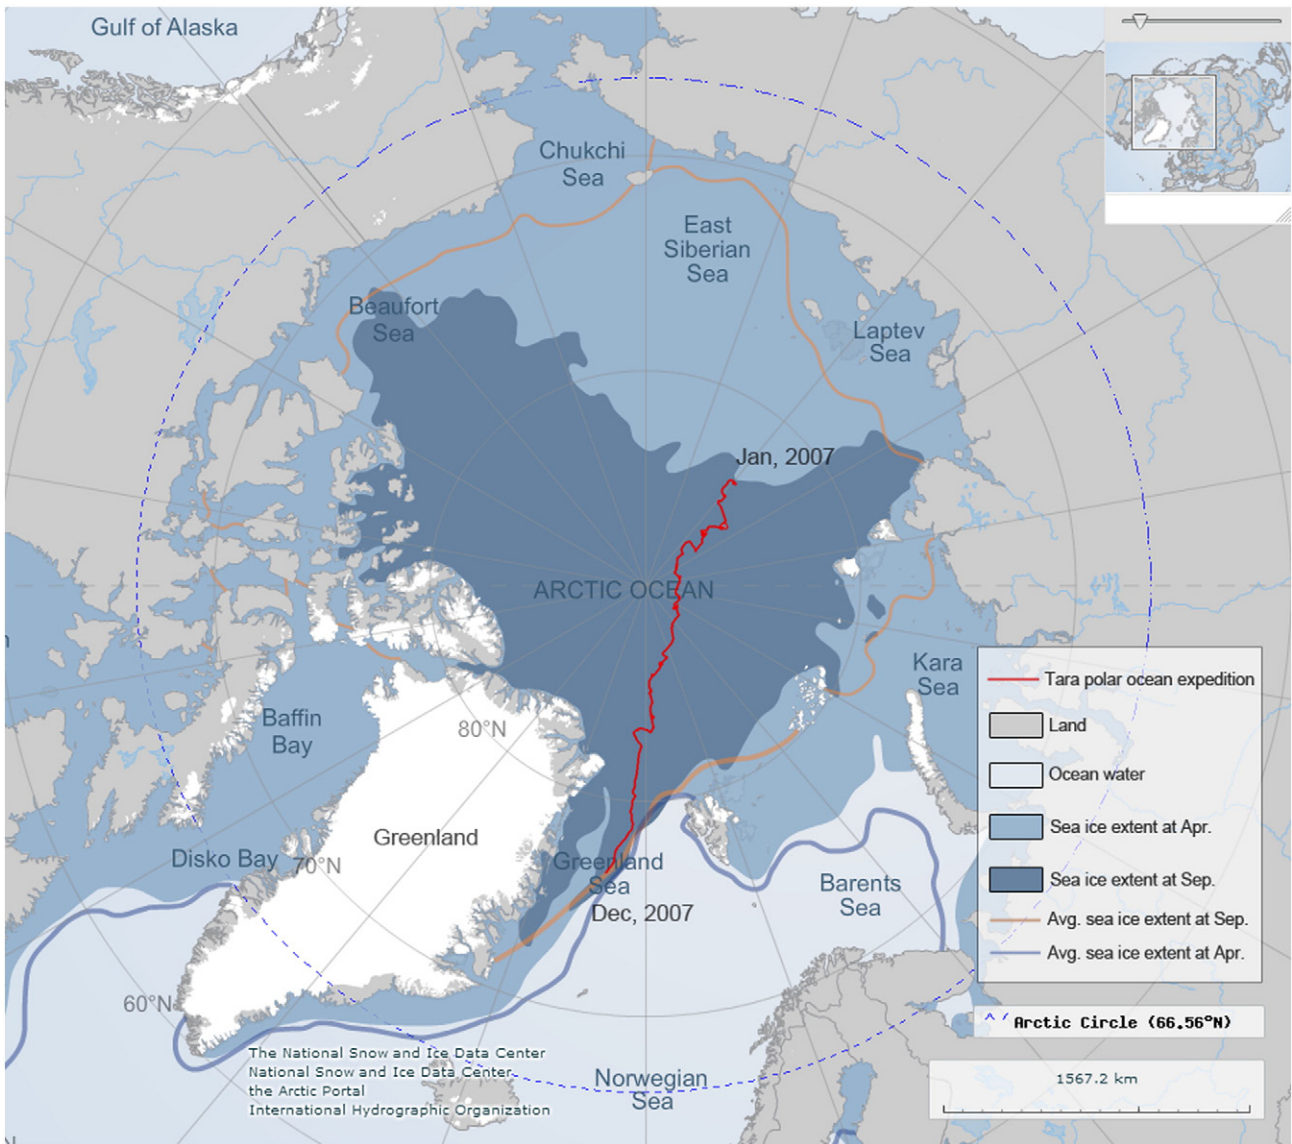 Gulf of Alaska
Chukchi
Sea
East
Siberian
Sea
Beaufort
Sea
Laptev
Sea
Jan, 2007
ARCTIC OCEAN
Kara
Sea
Baffin
Bay
80°N
Greenland
Disko Bay
70°N
Greenland
Sea
Dec, 2007
Barents
Sea
60°N
Norwegian
Sea
Tara polar ocean expedition
Land
Ocean water
Sea ice extent at Apr.
Sea ice extent at Sep.
Avg. sea ice extent at Sep.
Avg. sea ice extent at Apr.
Arctic Circle (66.56°N)
1567.2 km
The National Snow and Ice Data Center
National Snow and Ice Data Center
the Arctic Portal
International Hydrographic Organization